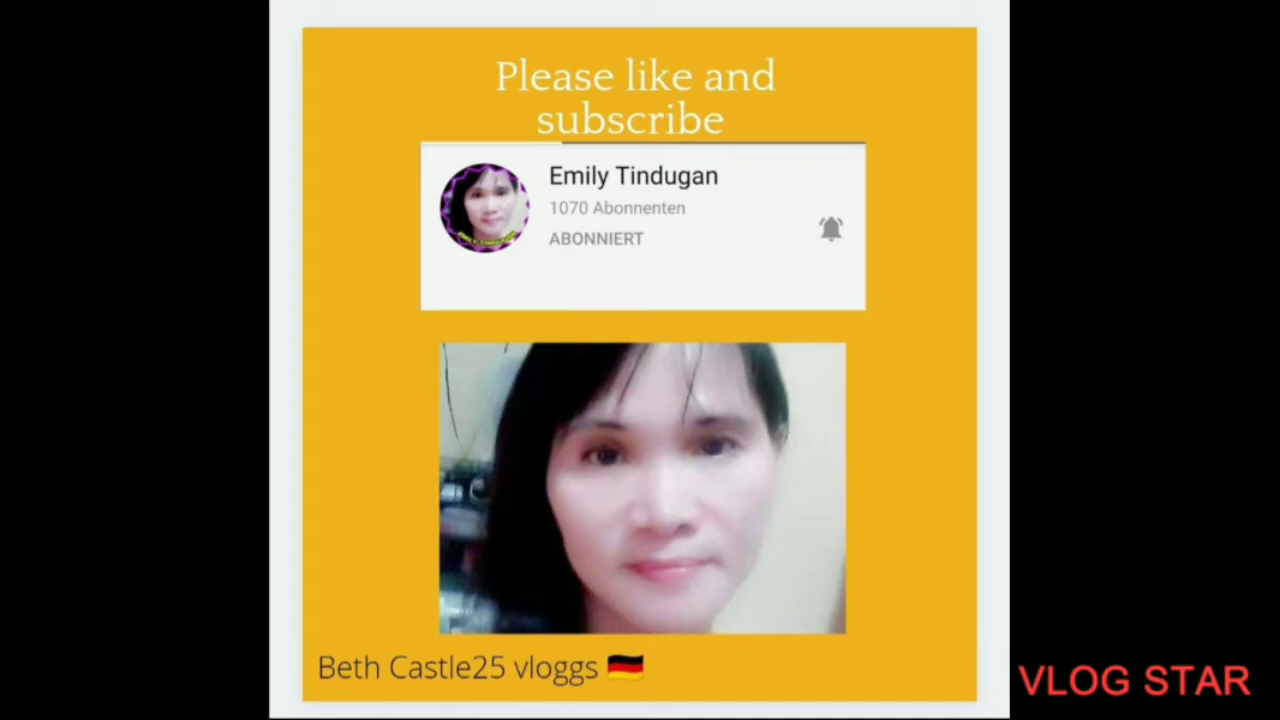 Please like and
subscribe
Emily Tindugan
1070 Abonnenten
ABONNIERT
Beth Castle25 vloggs 🇩🇪
VLOG STAR